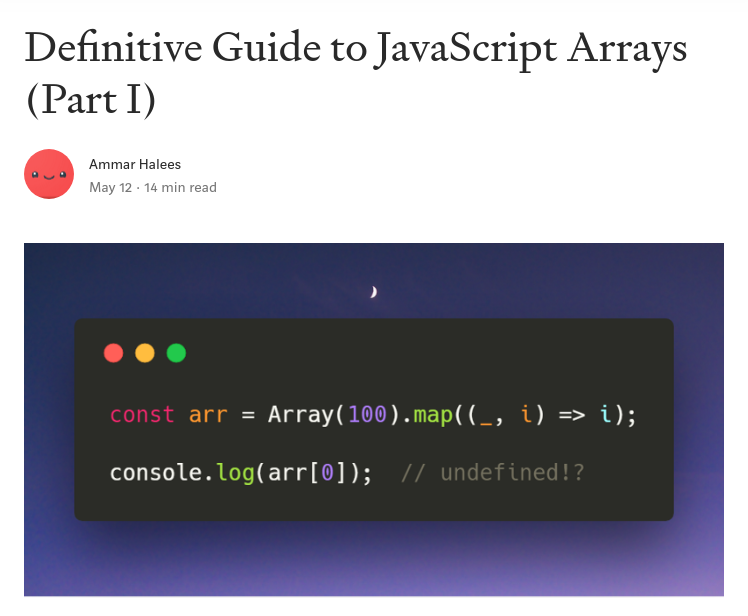 Definitive Guide to JavaScript Arrays
(Part I)
Ammar Halees
May 12 · 14 min read
const arr = Array(100).map((_, i) => i);
console.log(arr[0]);  // undefined!?